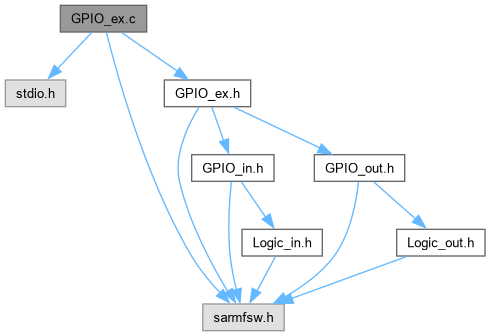 GPIO_ex.c
stdio.h
GPIO_ex.h
GPIO_in.h
GPIO_out.h
Logic_in.h
Logic_out.h
sarmfsw.h